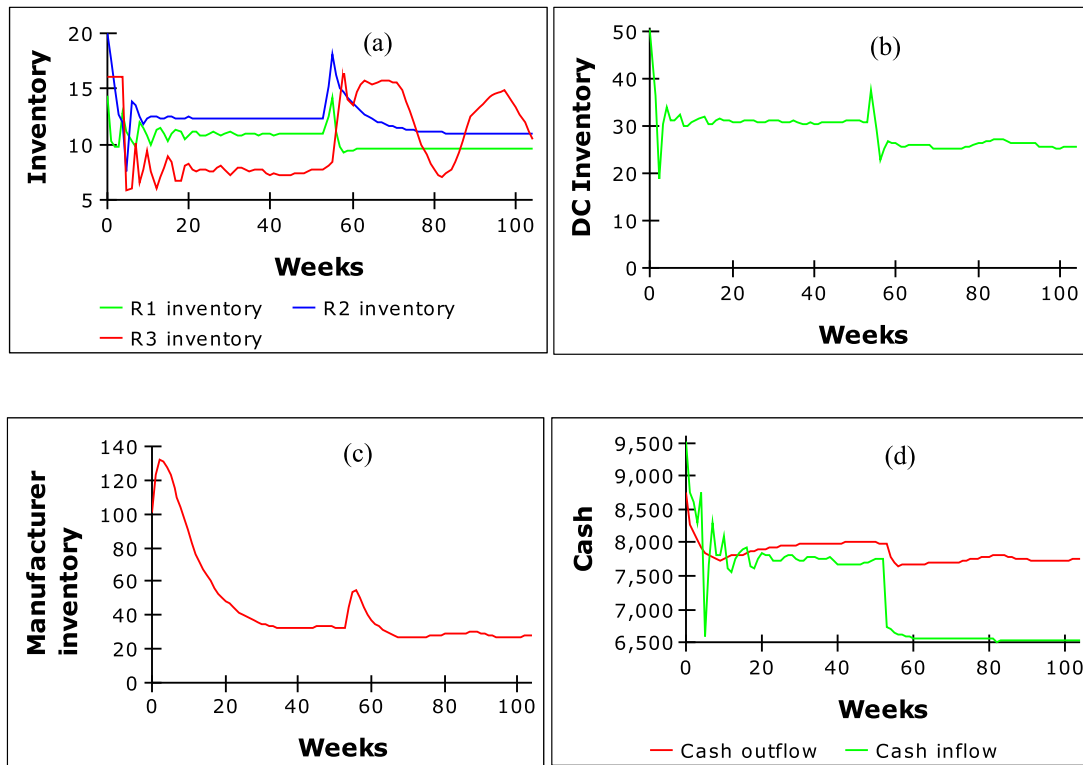 (a)
Inventory
20
15
10
5
0 20 40 60 80 100
Weeks
R1 inventory R2 inventory
R3 inventory
(b)
DC Inventory
50
40
30
20
10
0
0 20 40 60 80 100
Weeks
(c)
Manufacturer
inventory
140
120
100
80
60
40
20
0
0 20 40 60 80 100
Weeks
(d)
Cash
9,500
9,000
8,500
8,000
7,500
7,000
6,500
0 20 40 60 80 100
Weeks
Cash outflow Cash inflow